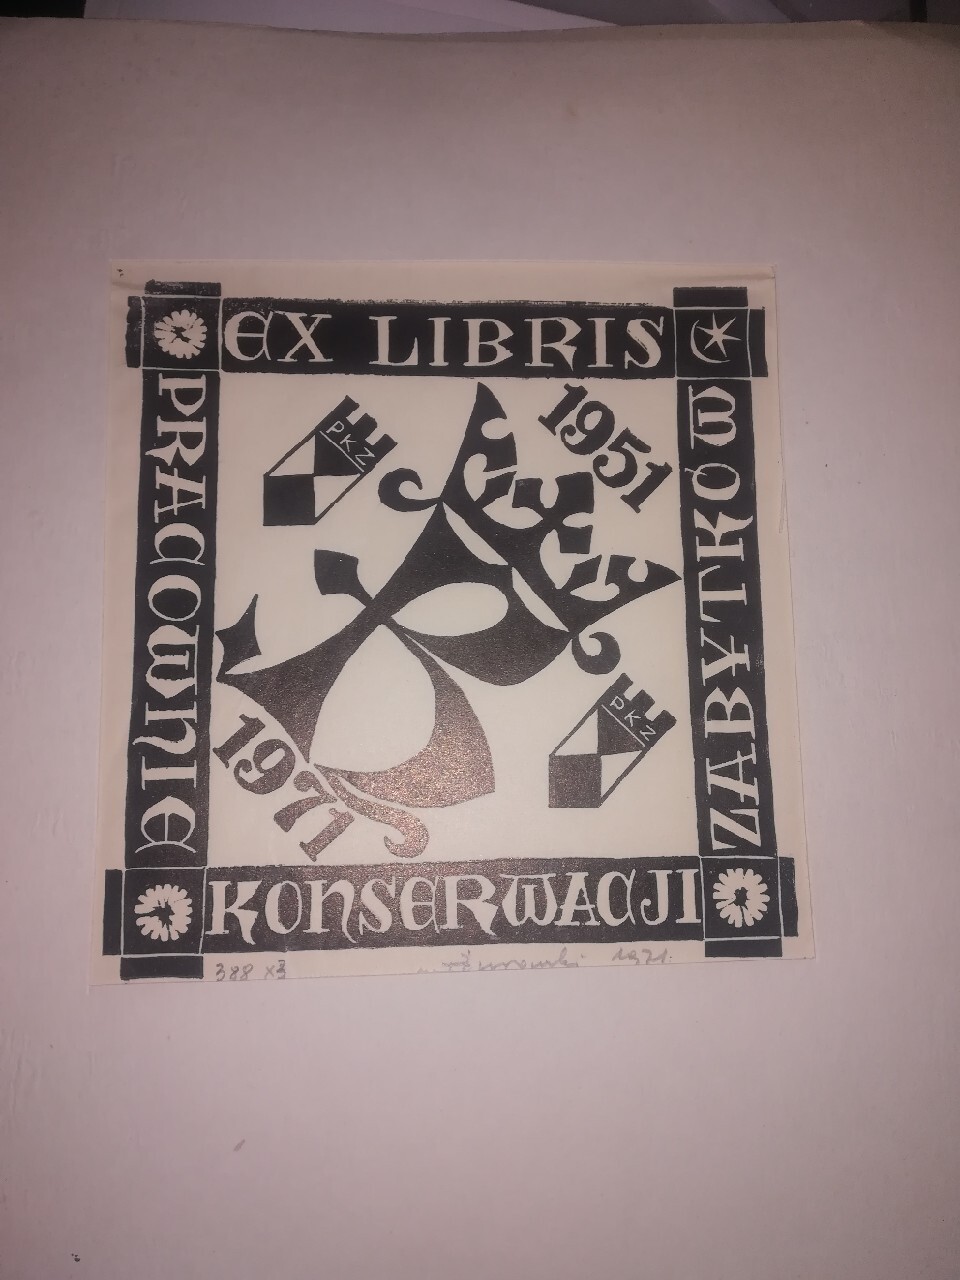 EX LIBRIS
PRACOWNIE
KONSERWACJI
ZABYTKÓW
PKZ
1951
1971
PKZ
388 X3
1971.